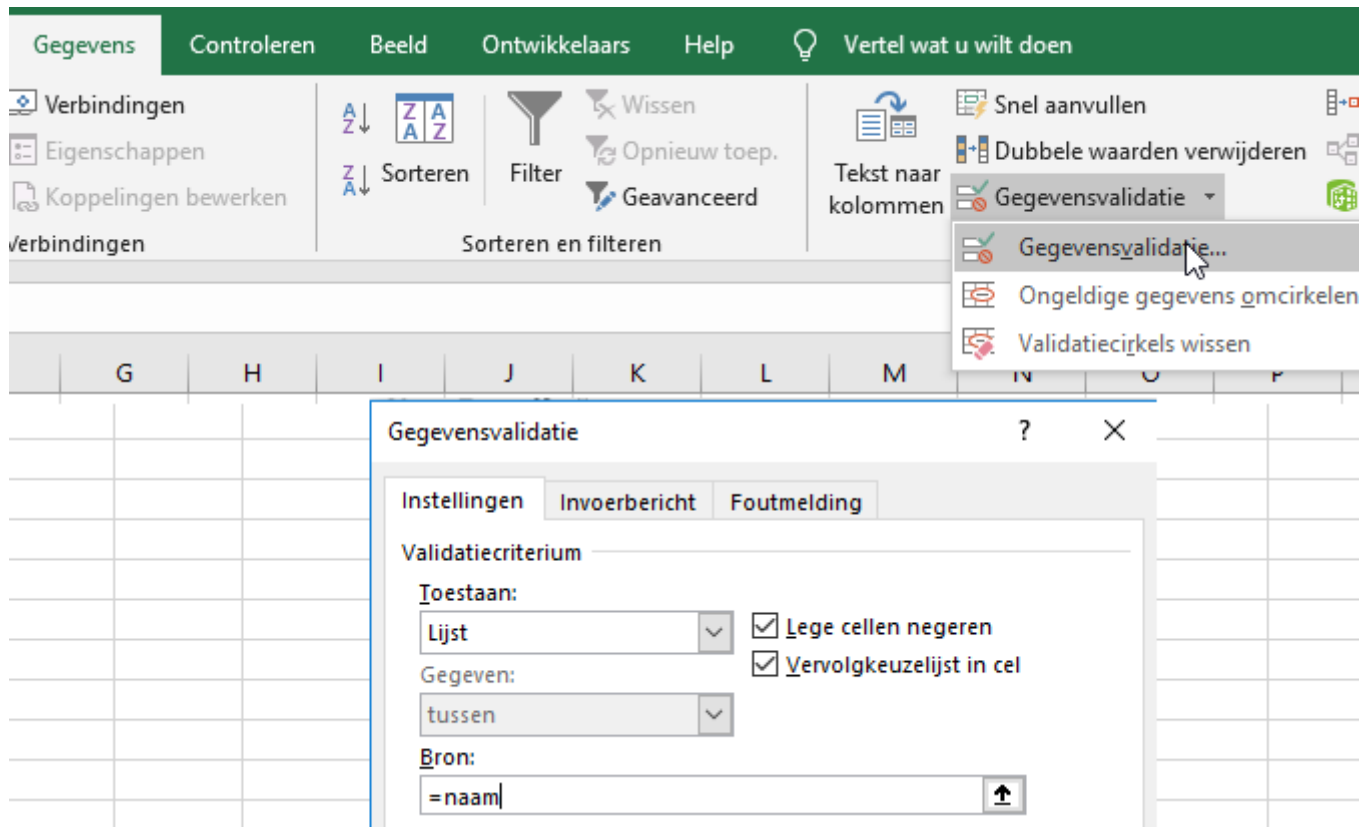 Gegevens Controleren Beeld Ontwikkelaars Help Vertel wat u wilt doen
Verbindingen
Eigenschappen
Koppelingen bewerken
Verbindingen
Sorteren
Filter
Wissen
Opnieuw toep.
Geavanceerd
Sorteren en filteren
Tekst naar
kolommen
Snel aanvullen
Dubbele waarden verwijderen
Gegevensvalidatie
Gegevensvalidatie...
Ongeldige gegevens omcirkelen
Validatiecirkels wissen
G H I J K L M N O P
Gegevensvalidatie ?
Instellingen Invoerbericht Foutmelding
Validatiecriterium
Toestaan:
Lijst
Lege cellen negeren
Vervolgkeuzelijst in cel
Gegeven:
tussen
Bron:
=naam